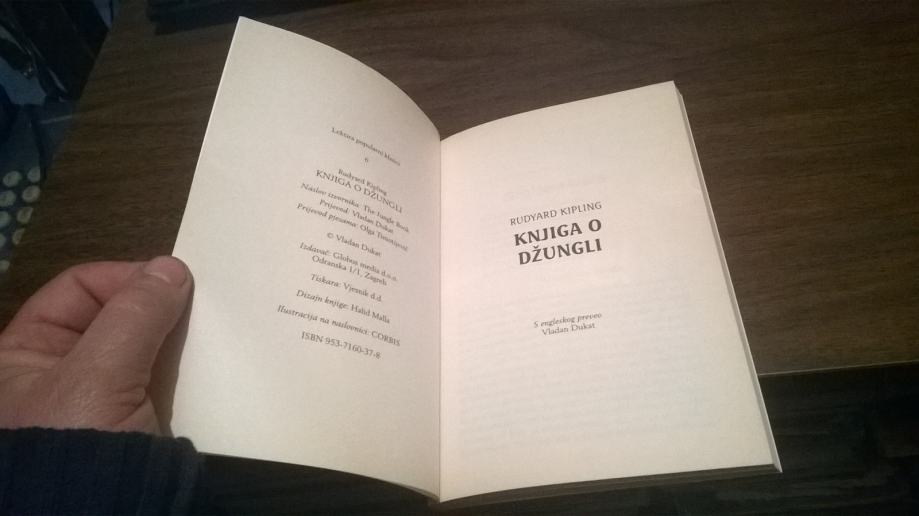 Lektira popularnj klasici
6
Rudyard Kipling
KNJIGA O DŽUNGLI
Naslov izvornika: The Jungle Book
Prijevod: Vladan Dukat
Prijevod pjesama: Olga Timotijević
© Vladan Dukat
Izdavač: Globus media d.o.o.
Odranska 1/1, Zagreb
Tiskara: Vjesnik d.d.
Dizajn knjige: Halid Malla
Ilustracija na naslovnici: CORBIS
ISBN 953-7160-37-8
RUDYARD KIPLING
KNJIGA O
DŽUNGLI
S engleskog preveo
Vladan Dukat